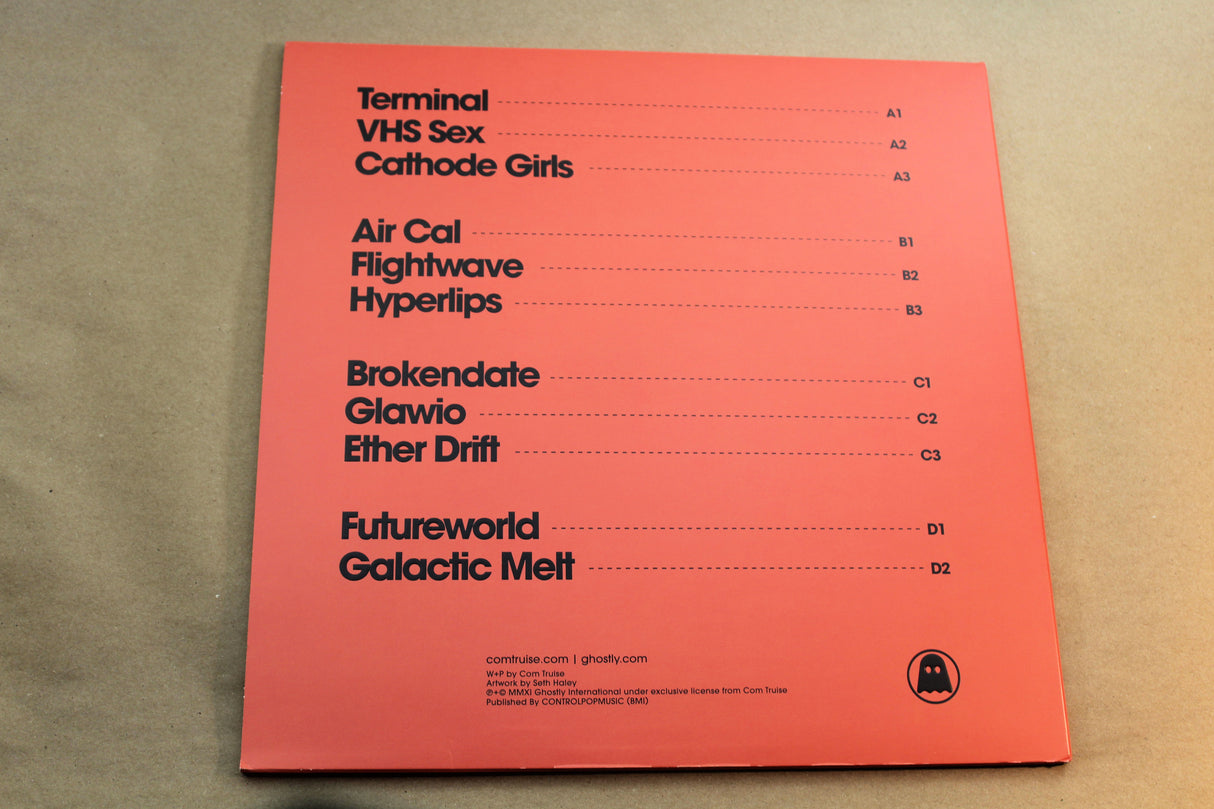 Terminal A1
VHS Sex A2
Cathode Girls A3
Air Cal B1
Flightwave B2
Hyperlips B3
Brokendate C1
Glawio C2
Ether Drift C3
Futureworld D1
Galactic Melt D2
comtruise.com | ghostly.com
W+P by Com Truise
Artwork by Seth Haley
℗+© MMXI Ghostly International under exclusive license from Com Truise
Published By CONTROLPOPMUSIC (BMI)